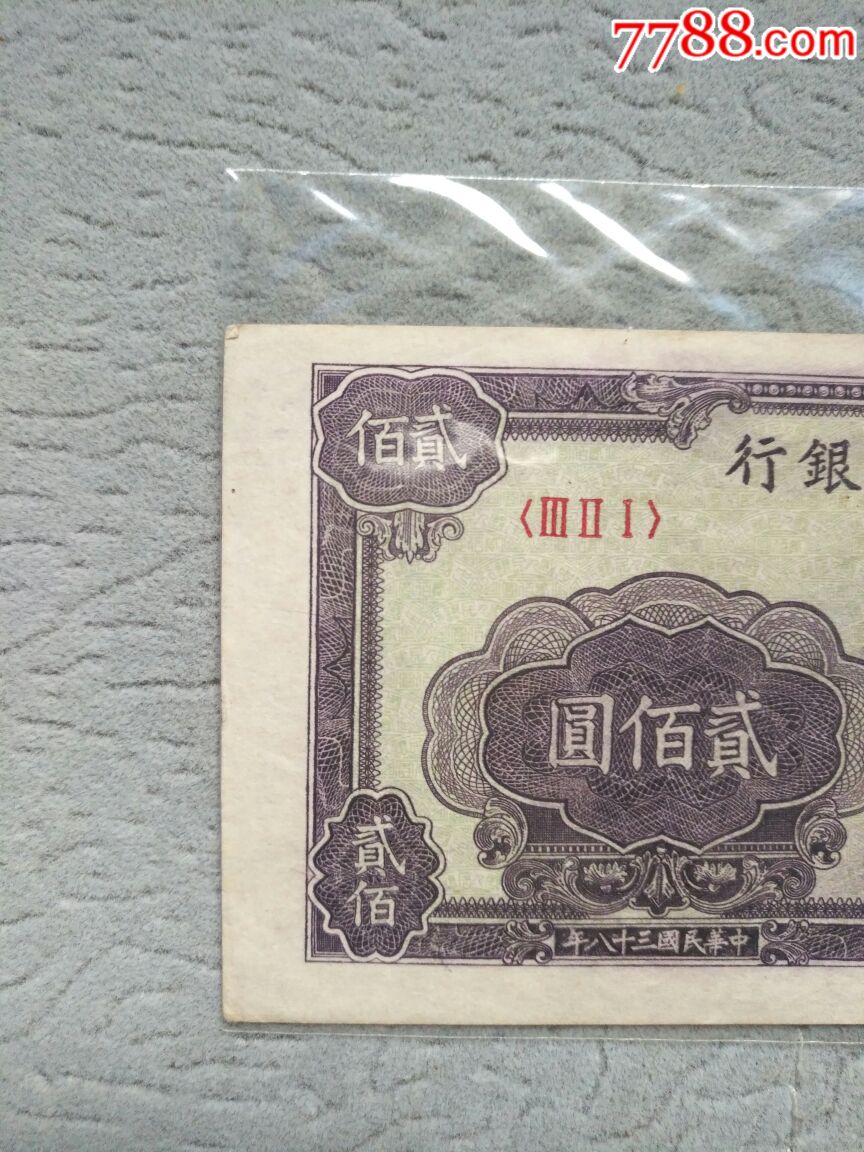 7788.com
貳佰
銀行
〈Ⅲ Ⅱ Ⅰ〉
貳佰圓
貳佰
中華民國三十八年